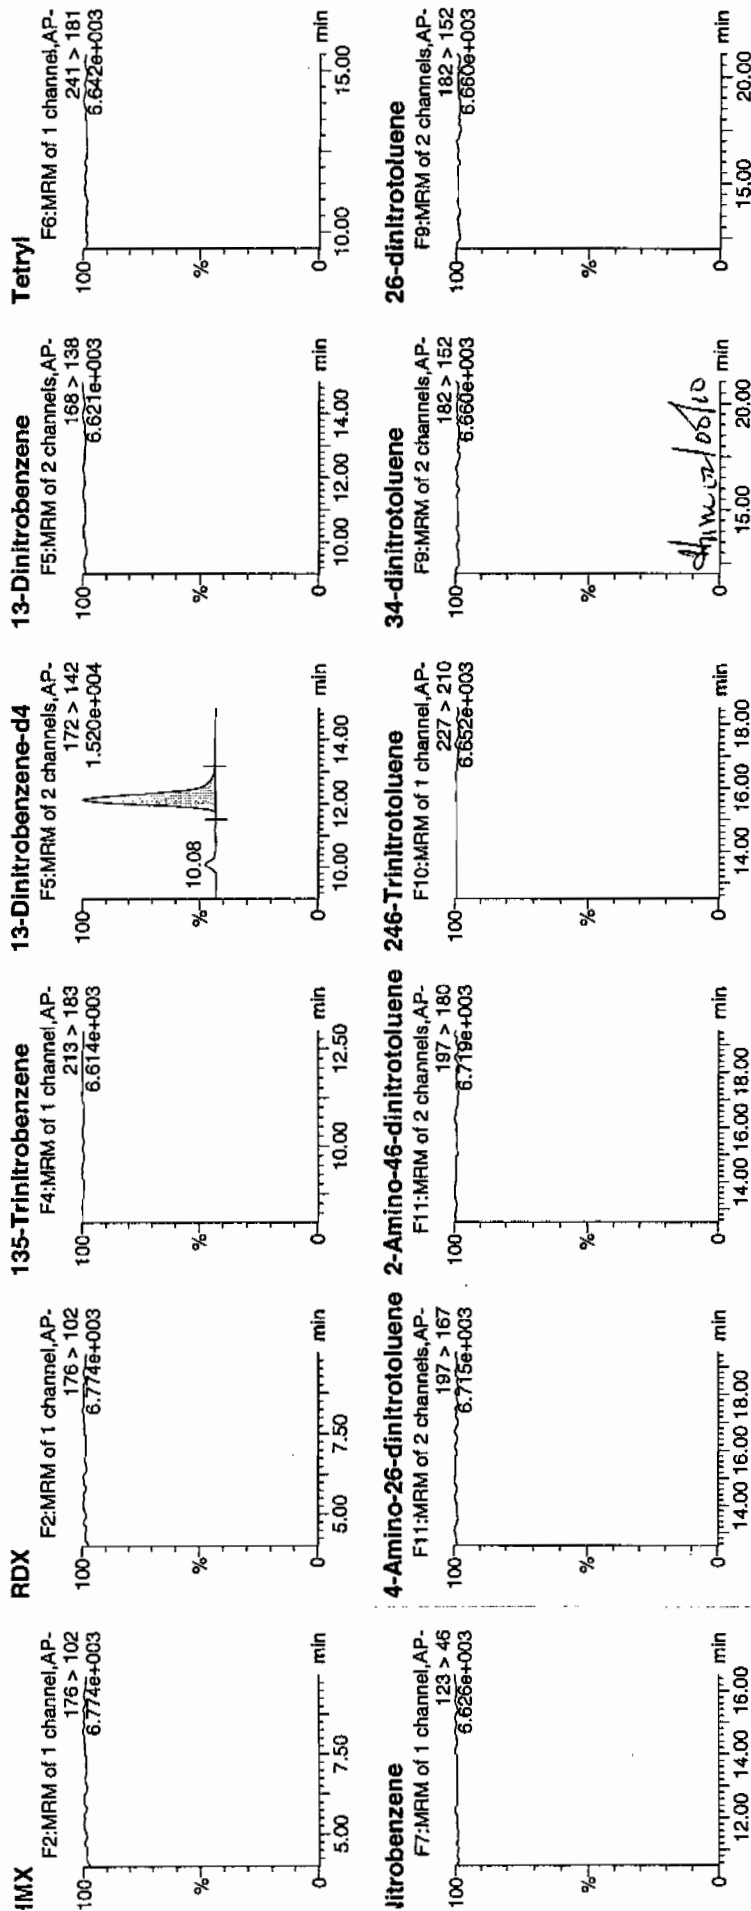 HMX
F2:MRM of 1 channel,AP-
176 > 102
6.774e+003
100
%
0
5.00 7.50 min
RDX
F2:MRM of 1 channel,AP-
176 > 102
6.774e+003
100
%
0
5.00 7.50 min
135-Trinitrobenzene
F4:MRM of 1 channel,AP-
213 > 183
6.614e+003
100
%
0
10.00 12.50 min
13-Dinitrobenzene-d4
F5:MRM of 2 channels,AP-
172 > 142
1.520e+004
100
10.08
%
0
10.00 12.00 14.00 min
13-Dinitrobenzene
F5:MRM of 2 channels,AP-
168 > 138
6.621e+003
100
%
0
10.00 12.00 14.00 min
Tetryl
F6:MRM of 1 channel,AP-
241 > 181
6.642e+003
100
%
0
10.00 15.00 min
Nitrobenzene
F7:MRM of 1 channel,AP-
123 > 46
6.626e+003
100
%
0
12.00 14.00 16.00 min
4-Amino-26-dinitrotoluene
F11:MRM of 2 channels,AP-
197 > 167
6.715e+003
100
%
0
14.00 16.00 18.00 min
2-Amino-46-dinitrotoluene
F11:MRM of 2 channels,AP-
197 > 180
6.719e+003
100
%
0
14.00 16.00 18.00 min
246-Trinitrotoluene
F10:MRM of 1 channel,AP-
227 > 210
6.652e+003
100
%
0
14.00 16.00 18.00 min
34-dinitrotoluene
F9:MRM of 2 channels,AP-
182 > 152
6.660e+003
100
%
0
15.00 20.00 min
26-dinitrotoluene
F9:MRM of 2 channels,AP-
182 > 152
6.660e+003
100
%
0
15.00 20.00 min